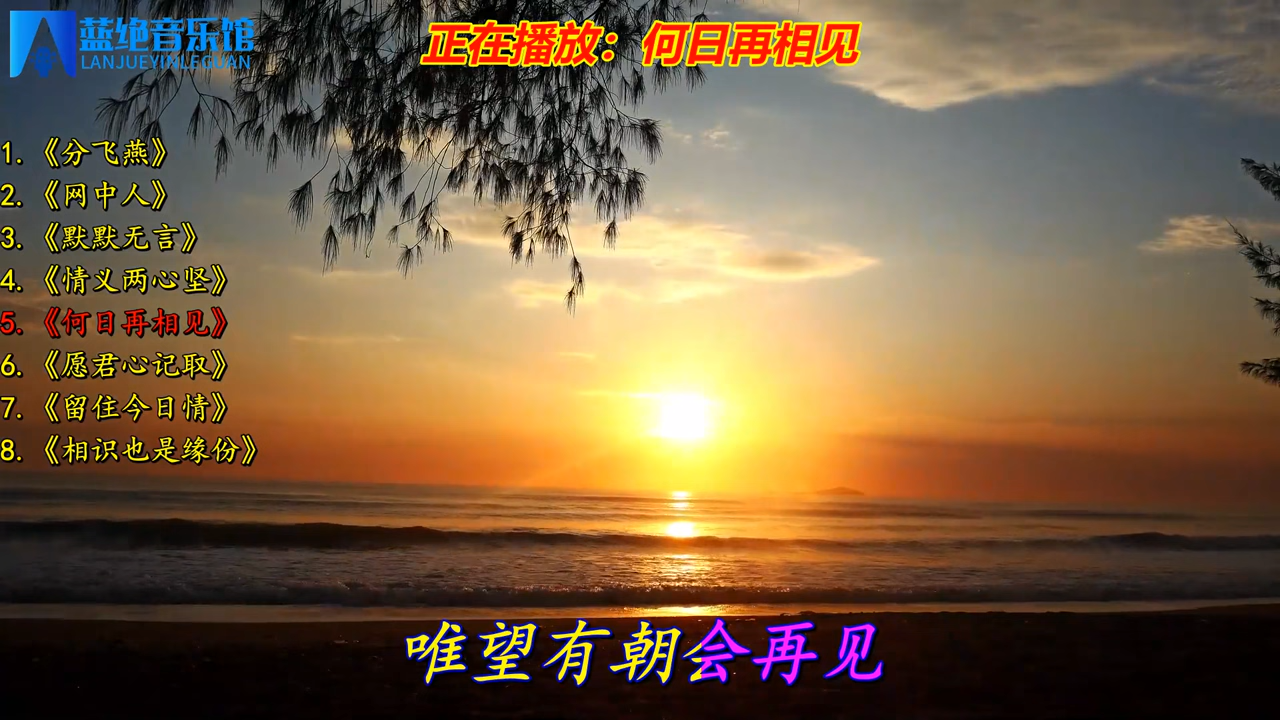 蓝绝音乐馆
LANJUEYINLEGUAN
正在播放：何日再相见
1.《分飞燕》
2.《网中人》
3.《默默无言》
4.《情义两心坚》
5.《何日再相见》
6.《愿君心记取》
7.《留住今日情》
8.《相识也是缘份》
唯望有朝会再见